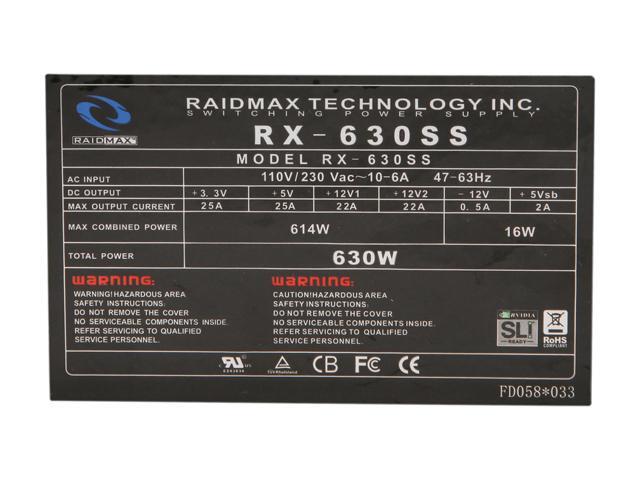 RAIDMAX
RAIDMAX TECHNOLOGY INC.
SWITCHING POWER SUPPLY
RX-630SS
MODEL RX-630SS
AC INPUT 110V/230 Vac~10-6A 47-63Hz
DC OUTPUT +3.3V +5V +12V1 +12V2 -12V +5Vsb
MAX OUTPUT CURRENT 25A 25A 22A 22A 0.5A 2A
MAX COMBINED POWER 614W 16W
TOTAL POWER 630W
WARNING:
WARNING!HAZARDOUS AREA
SAFETY INSTRUCTIONS.
DO NOT REMOVE THE COVER
NO SERVICEABLE COMPONENTS INSIDE.
REFER SERVICING TO QUALIFIED
SERVICE PERSONNEL.
WARNING:
CAUTION!HAZARDOUS AREA
SAFETY INSTRUCTIONS.
DO NOT REMOVE THE COVER
NO SERVICEABLE COMPONENTS INSIDE.
REFER SERVICING TO QUALIFIED
SERVICE PERSONNEL.
NVIDIA
SLI
READY
RoHS
COMPLIANT
c RU US
TÜVRheinland
CB FC CE
FD058*033